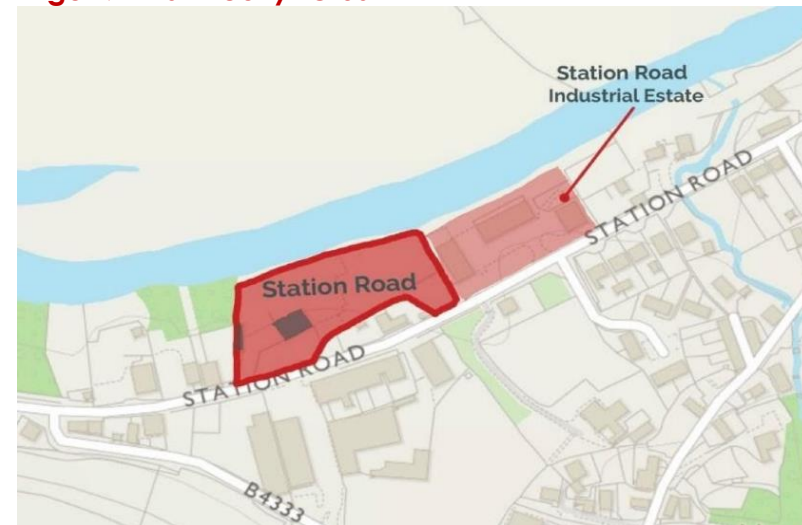 Station Road
Industrial Estate
STATION ROAD
Station Road
STATION ROAD
B4333